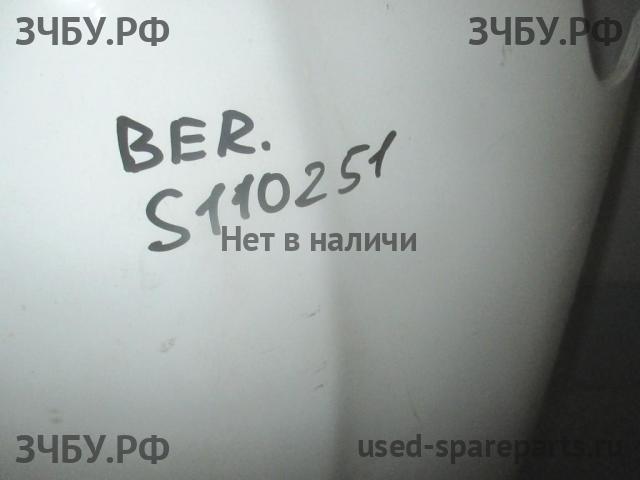 ЗЧБУ.РФ ЗЧБУ.РФ
BER.
S110251
Нет в наличи
ЗЧБУ.РФ used-spareparts.ru